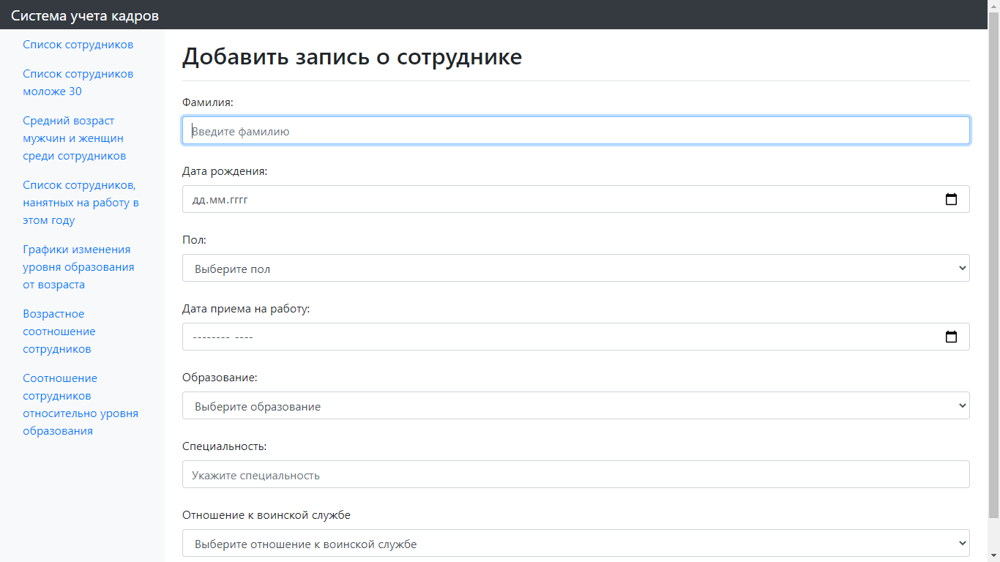 Система учета кадров
Список сотрудников
Список сотрудников
моложе 30
Средний возраст
мужчин и женщин
среди сотрудников
Список сотрудников,
нанятных на работу в
этом году
Графики изменения
уровня образования
от возраста
Возрастное
соотношение
сотрудников
Соотношение
сотрудников
относительно уровня
образования
Добавить запись о сотруднике
Фамилия:
Введите фамилию
Дата рождения:
дд.мм.гггг
Пол:
Выберите пол
Дата приема на работу:
-------- ----
Образование:
Выберите образование
Специальность:
Укажите специальность
Отношение к воинской службе
Выберите отношение к воинской службе